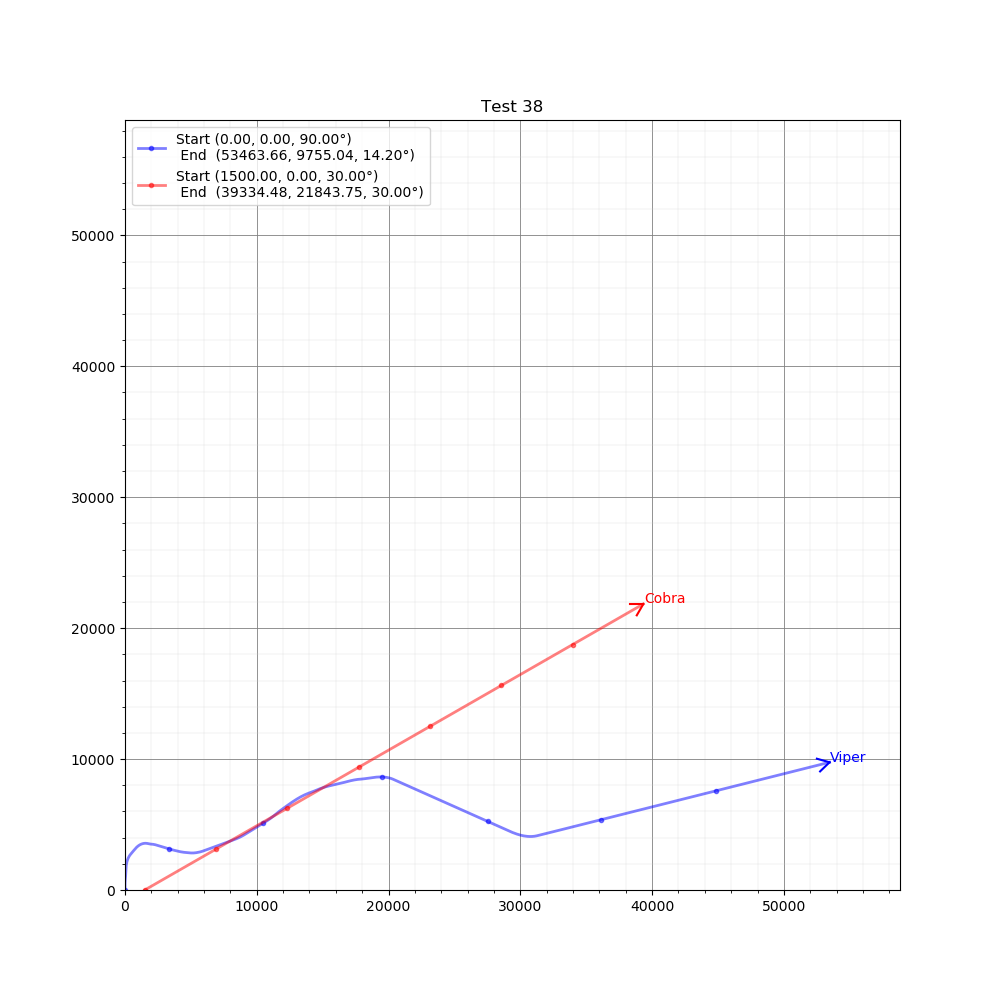 Test 38
Start (0.00, 0.00, 90.00°)
End (53463.66, 9755.04, 14.20°)
Start (1500.00, 0.00, 30.00°)
End (39334.48, 21843.75, 30.00°)
50000
40000
30000
20000
10000
0
Cobra
Viper
0 10000 20000 30000 40000 50000